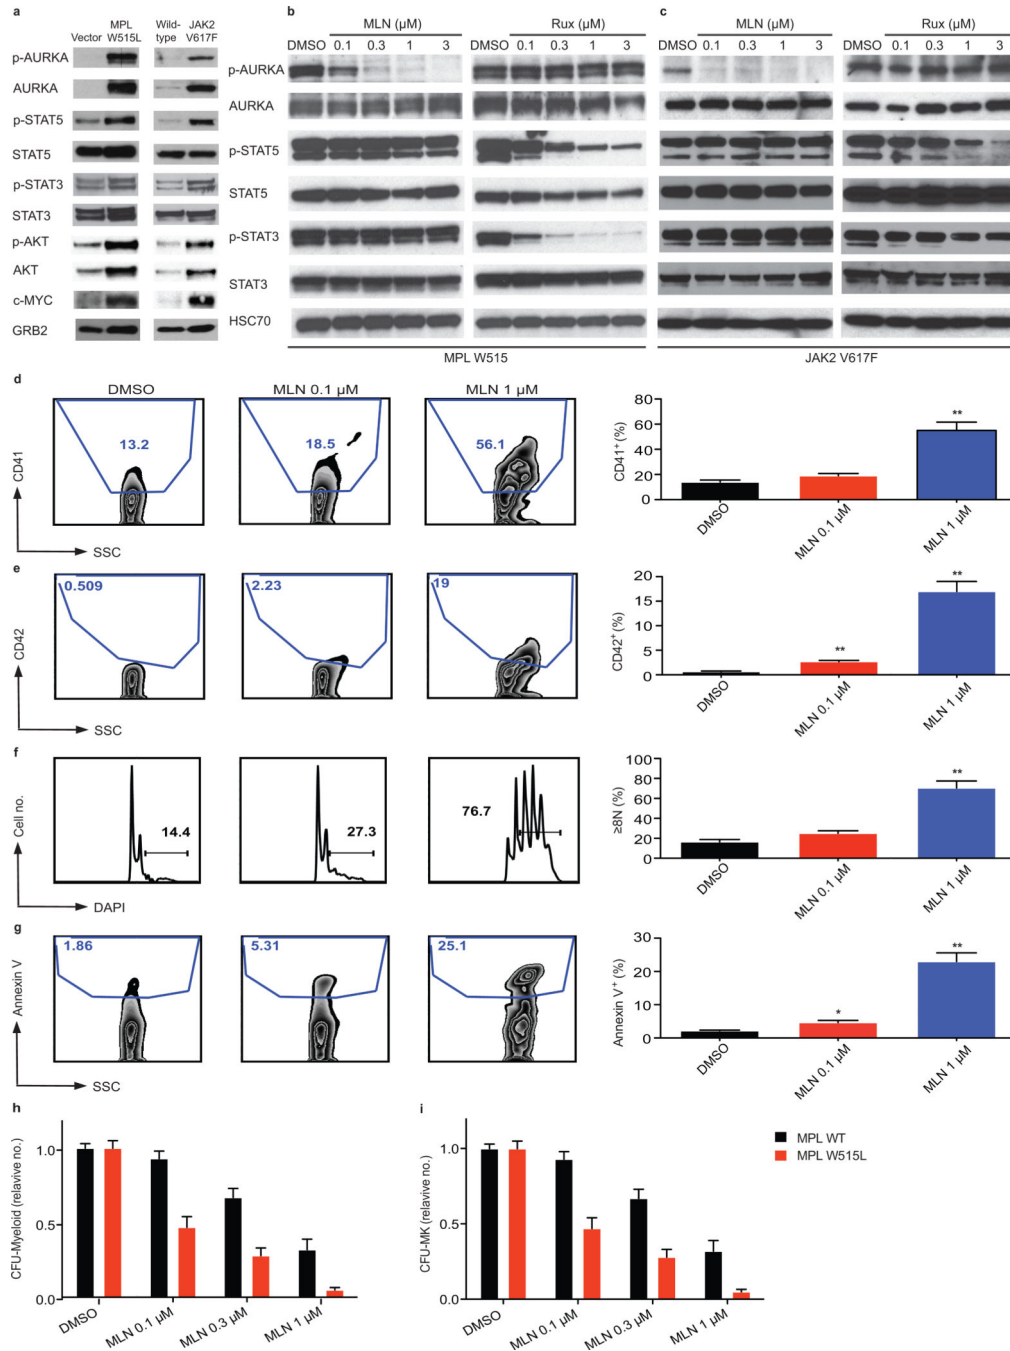 a
Vector
MPL W515L
Wild-type
JAK2 V617F
p-AURKA
AURKA
p-STAT5
STAT5
p-STAT3
STAT3
p-AKT
AKT
c-MYC
GRB2
b
MLN (µM)
Rux (µM)
DMSO 0.1 0.3 1 3 DMSO 0.1 0.3 1 3
c
MLN (µM)
Rux (µM)
DMSO 0.1 0.3 1 3 DMSO 0.1 0.3 1 3
p-AURKA
AURKA
p-STAT5
STAT5
p-STAT3
STAT3
HSC70
MPL W515
JAK2 V617F
d
DMSO
MLN 0.1 µM
MLN 1 µM
13.2
18.5
56.1
CD41
SSC
CD41+ (%)
80
60
40
20
0
**
DMSO
MLN 0.1 µM
MLN 1 µM
e
0.509
2.23
19
CD42
SSC
CD42+ (%)
20
15
10
5
0
**
**
DMSO
MLN 0.1 µM
MLN 1 µM
f
14.4
27.3
76.7
Cell no.
DAPI
≥8N (%)
100
80
60
40
20
0
**
DMSO
MLN 0.1 µM
MLN 1 µM
g
1.86
5.31
25.1
Annexin V
SSC
Annexin V+ (%)
30
20
10
0
*
**
DMSO
MLN 0.1 µM
MLN 1 µM
h
CFU-Myeloid (relavive no.)
1.0
0.5
0.0
DMSO
MLN 0.1 µM
MLN 0.3 µM
MLN 1 µM
i
CFU-MK (relavive no.)
1.0
0.5
0.0
DMSO
MLN 0.1 µM
MLN 0.3 µM
MLN 1 µM
MPL WT
MPL W515L